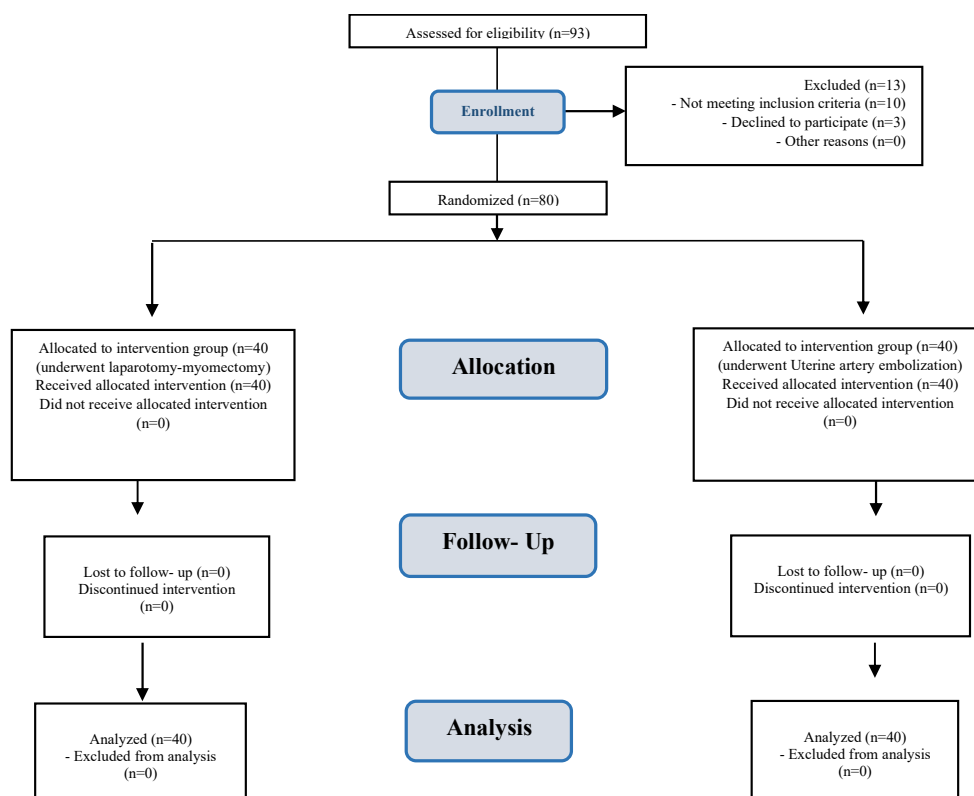 Assessed for eligibility (n=93)
Excluded (n=13)
- Not meeting inclusion criteria (n=10)
- Declined to participate (n=3)
- Other reasons (n=0)
Enrollment
Randomized (n=80)
Allocated to intervention group (n=40
(underwent laparotomy-myomectomy)
Received allocated intervention (n=40)
Did not receive allocated intervention
(n=0)
Allocation
Allocated to intervention group (n=40)
(underwent Uterine artery embolization)
Received allocated intervention (n=40)
Did not receive allocated intervention
(n=0)
Follow- Up
Lost to follow- up (n=0)
Discontinued intervention
(n=0)
Lost to follow- up (n=0)
Discontinued intervention (n=0)
Analysis
Analyzed (n=40)
- Excluded from analysis
(n=0)
Analyzed (n=40)
- Excluded from analysis
(n=0)